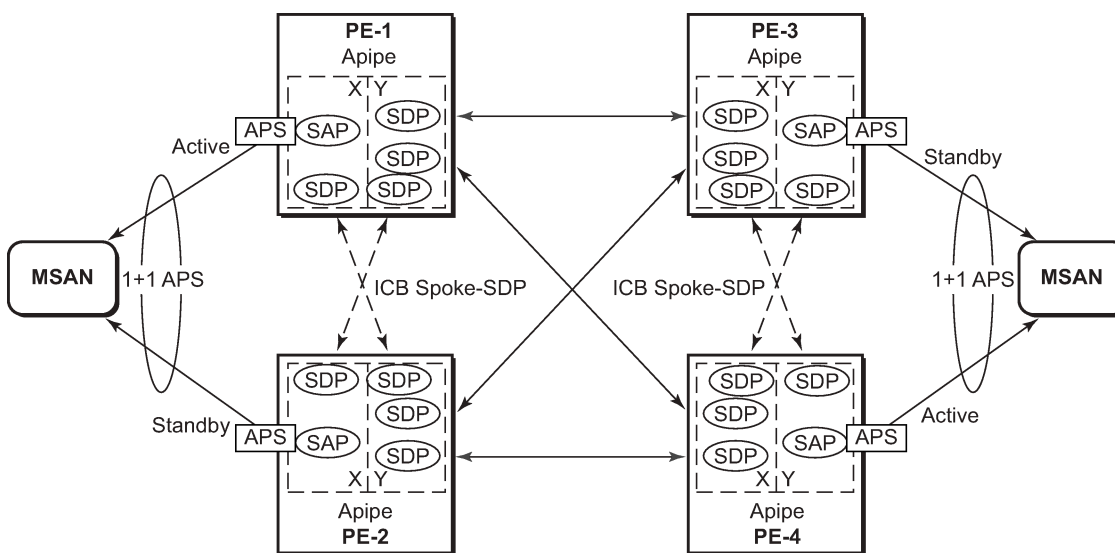 PE-1
Apipe
X Y
SDP
APS SAP
SDP
SDP SDP
Active
PE-3
Apipe
X Y
SDP
SAP APS
SDP
SDP SDP
Standby
MSAN
1+1 APS
ICB Spoke-SDP
ICB Spoke-SDP
1+1 APS
MSAN
Standby
SDP SDP
SDP
APS SAP
SDP
X Y
Apipe
PE-2
SDP SDP
SDP
SAP APS
SDP
X Y
Apipe
PE-4
Active